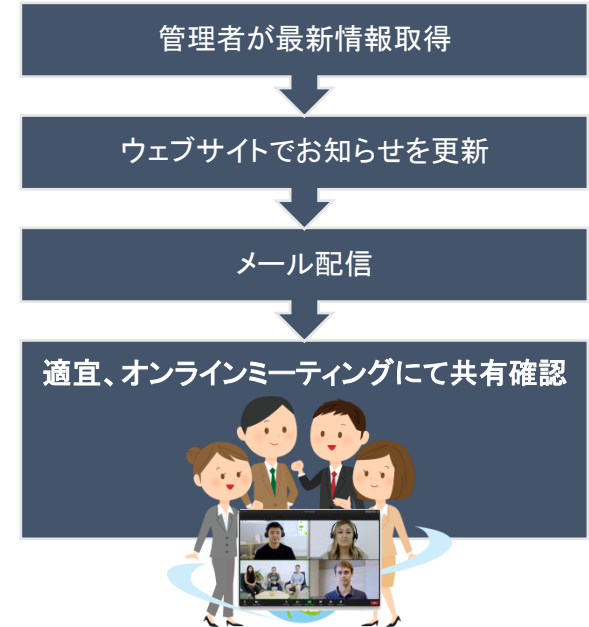 管理者が最新情報取得
ウェブサイトでお知らせを更新
メール配信
適宜、オンラインミーティングにて共有確認